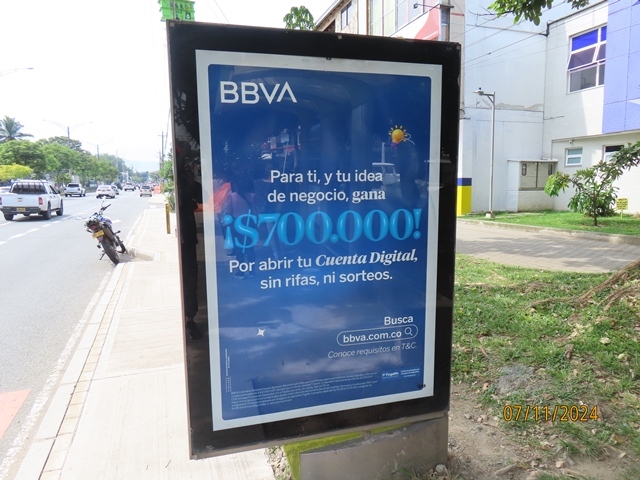 BBVA
Para ti, y tu idea
de negocio, gana
¡$700.000!
Por abrir tu Cuenta Digital,
sin rifas, ni sorteos.
Busca
bbva.com.co
Conoce requisitos en T&C.
07/11/2024